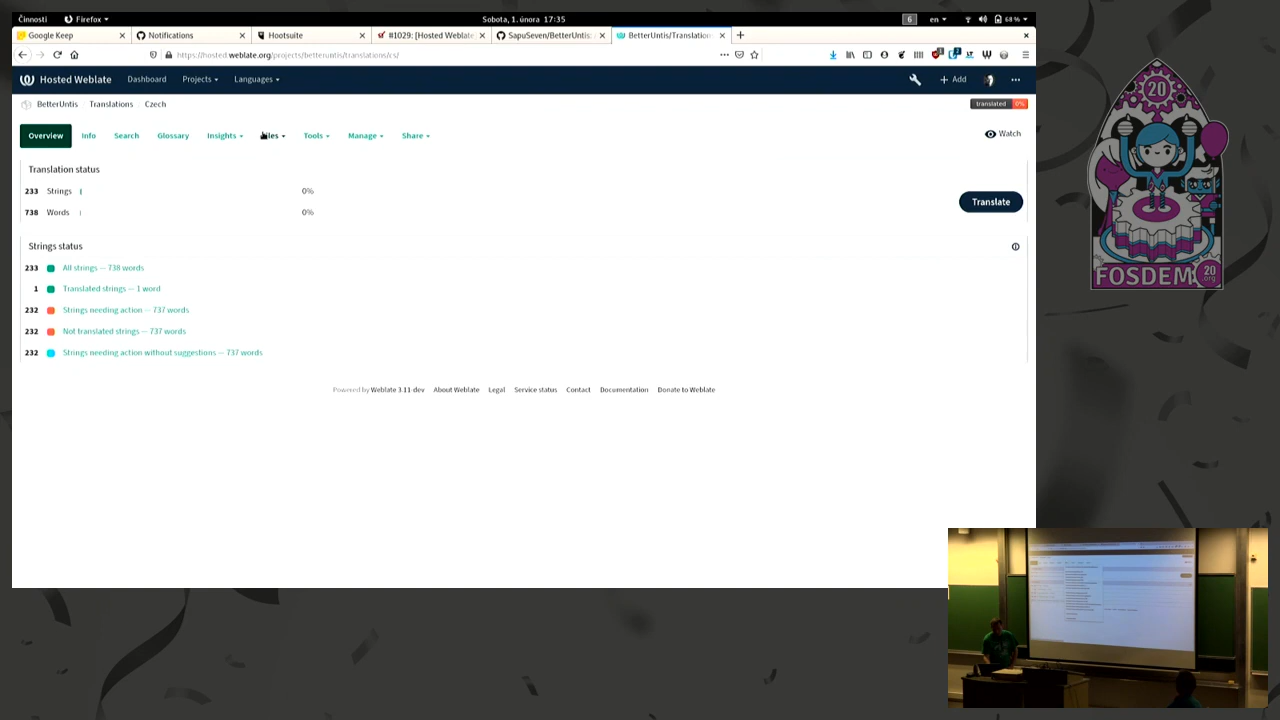 Činnosti Firefox Sobota, 1. února 17:35 6 en 68 %
Google Keep Notifications Hootsuite #1029: [Hosted Weblate SapuSeven/BetterUntis: BetterUntis/Translation
https://hosted.weblate.org/projects/betteruntis/translations/cs/
Hosted Weblate Dashboard Projects Languages Add
BetterUntis Translations Czech translated 0%
Overview Info Search Glossary Insights Files Tools Manage Share Watch
Translation status
233 Strings 0%
738 Words 0%
Translate
Strings status
233 All strings — 738 words
1 Translated strings — 1 word
232 Strings needing action — 737 words
232 Not translated strings — 737 words
232 Strings needing action without suggestions — 737 words
Powered by Weblate 3.11-dev About Weblate Legal Service status Contact Documentation Donate to Weblate
20
FOSDEM 20
.org